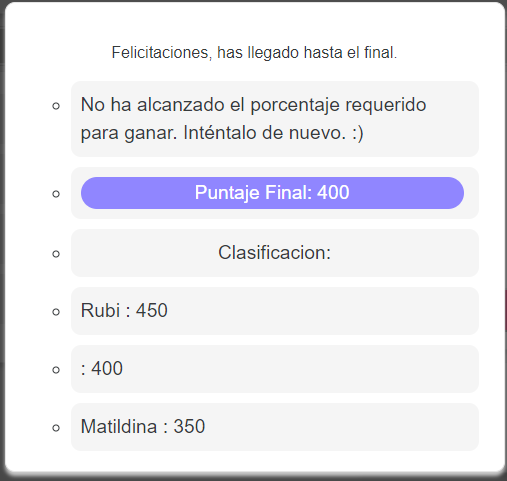 Felicitaciones, has llegado hasta el final.
No ha alcanzado el porcentaje requerido
para ganar. Inténtalo de nuevo. :)
Puntaje Final: 400
Clasificacion:
Rubi : 450
: 400
Matildina : 350